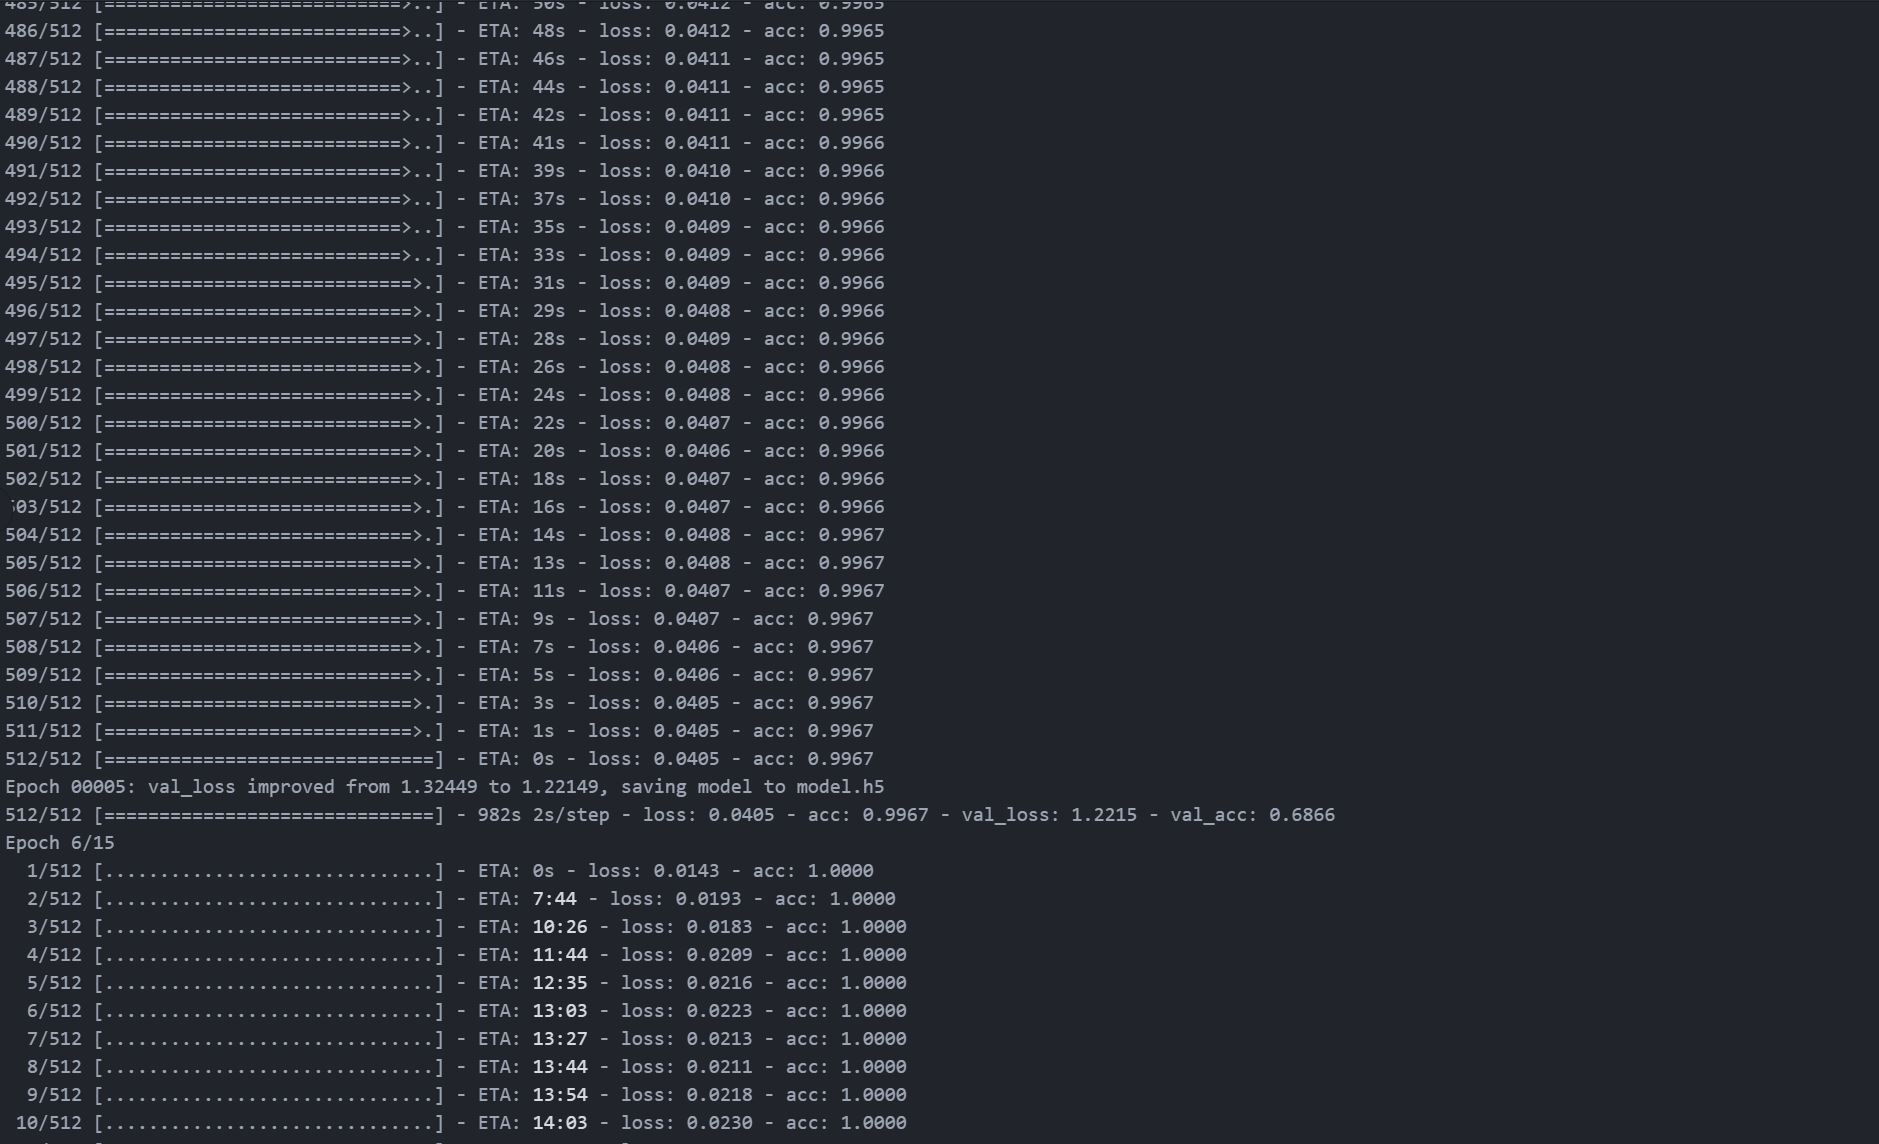 485/512 [===========================>..] - ETA: 50s - loss: 0.0412 - acc: 0.9965
486/512 [===========================>..] - ETA: 48s - loss: 0.0412 - acc: 0.9965
487/512 [===========================>..] - ETA: 46s - loss: 0.0411 - acc: 0.9965
488/512 [===========================>..] - ETA: 44s - loss: 0.0411 - acc: 0.9965
489/512 [===========================>..] - ETA: 42s - loss: 0.0411 - acc: 0.9965
490/512 [===========================>..] - ETA: 41s - loss: 0.0411 - acc: 0.9966
491/512 [===========================>..] - ETA: 39s - loss: 0.0410 - acc: 0.9966
492/512 [===========================>..] - ETA: 37s - loss: 0.0410 - acc: 0.9966
493/512 [===========================>..] - ETA: 35s - loss: 0.0409 - acc: 0.9966
494/512 [===========================>..] - ETA: 33s - loss: 0.0409 - acc: 0.9966
495/512 [============================>.] - ETA: 31s - loss: 0.0409 - acc: 0.9966
496/512 [============================>.] - ETA: 29s - loss: 0.0408 - acc: 0.9966
497/512 [============================>.] - ETA: 28s - loss: 0.0409 - acc: 0.9966
498/512 [============================>.] - ETA: 26s - loss: 0.0408 - acc: 0.9966
499/512 [============================>.] - ETA: 24s - loss: 0.0408 - acc: 0.9966
500/512 [============================>.] - ETA: 22s - loss: 0.0407 - acc: 0.9966
501/512 [============================>.] - ETA: 20s - loss: 0.0406 - acc: 0.9966
502/512 [============================>.] - ETA: 18s - loss: 0.0407 - acc: 0.9966
503/512 [============================>.] - ETA: 16s - loss: 0.0407 - acc: 0.9966
504/512 [============================>.] - ETA: 14s - loss: 0.0408 - acc: 0.9967
505/512 [============================>.] - ETA: 13s - loss: 0.0408 - acc: 0.9967
506/512 [============================>.] - ETA: 11s - loss: 0.0407 - acc: 0.9967
507/512 [============================>.] - ETA: 9s - loss: 0.0407 - acc: 0.9967
508/512 [============================>.] - ETA: 7s - loss: 0.0406 - acc: 0.9967
509/512 [============================>.] - ETA: 5s - loss: 0.0406 - acc: 0.9967
510/512 [============================>.] - ETA: 3s - loss: 0.0405 - acc: 0.9967
511/512 [============================>.] - ETA: 1s - loss: 0.0405 - acc: 0.9967
512/512 [==============================] - ETA: 0s - loss: 0.0405 - acc: 0.9967
Epoch 00005: val_loss improved from 1.32449 to 1.22149, saving model to model.h5
512/512 [==============================] - 982s 2s/step - loss: 0.0405 - acc: 0.9967 - val_loss: 1.2215 - val_acc: 0.6866
Epoch 6/15
  1/512 [..............................] - ETA: 0s - loss: 0.0143 - acc: 1.0000
  2/512 [..............................] - ETA: 7:44 - loss: 0.0193 - acc: 1.0000
  3/512 [..............................] - ETA: 10:26 - loss: 0.0183 - acc: 1.0000
  4/512 [..............................] - ETA: 11:44 - loss: 0.0209 - acc: 1.0000
  5/512 [..............................] - ETA: 12:35 - loss: 0.0216 - acc: 1.0000
  6/512 [..............................] - ETA: 13:03 - loss: 0.0223 - acc: 1.0000
  7/512 [..............................] - ETA: 13:27 - loss: 0.0213 - acc: 1.0000
  8/512 [..............................] - ETA: 13:44 - loss: 0.0211 - acc: 1.0000
  9/512 [..............................] - ETA: 13:54 - loss: 0.0218 - acc: 1.0000
 10/512 [..............................] - ETA: 14:03 - loss: 0.0230 - acc: 1.0000